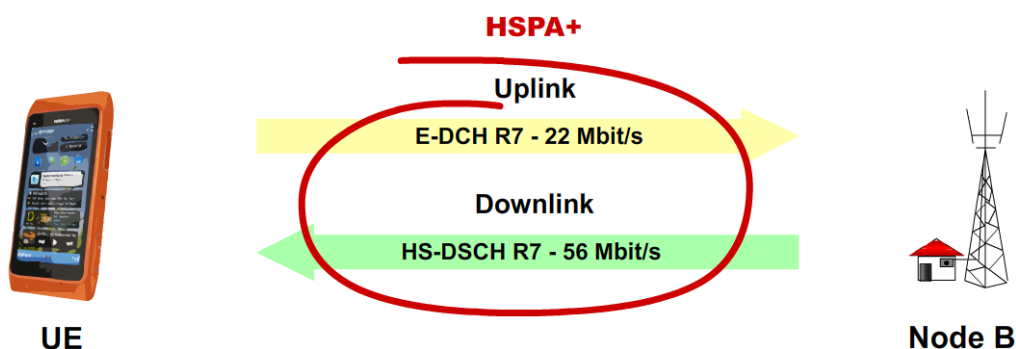 HSPA+
Uplink
E-DCH R7 - 22 Mbit/s
Downlink
HS-DSCH R7 - 56 Mbit/s
UE
Node B